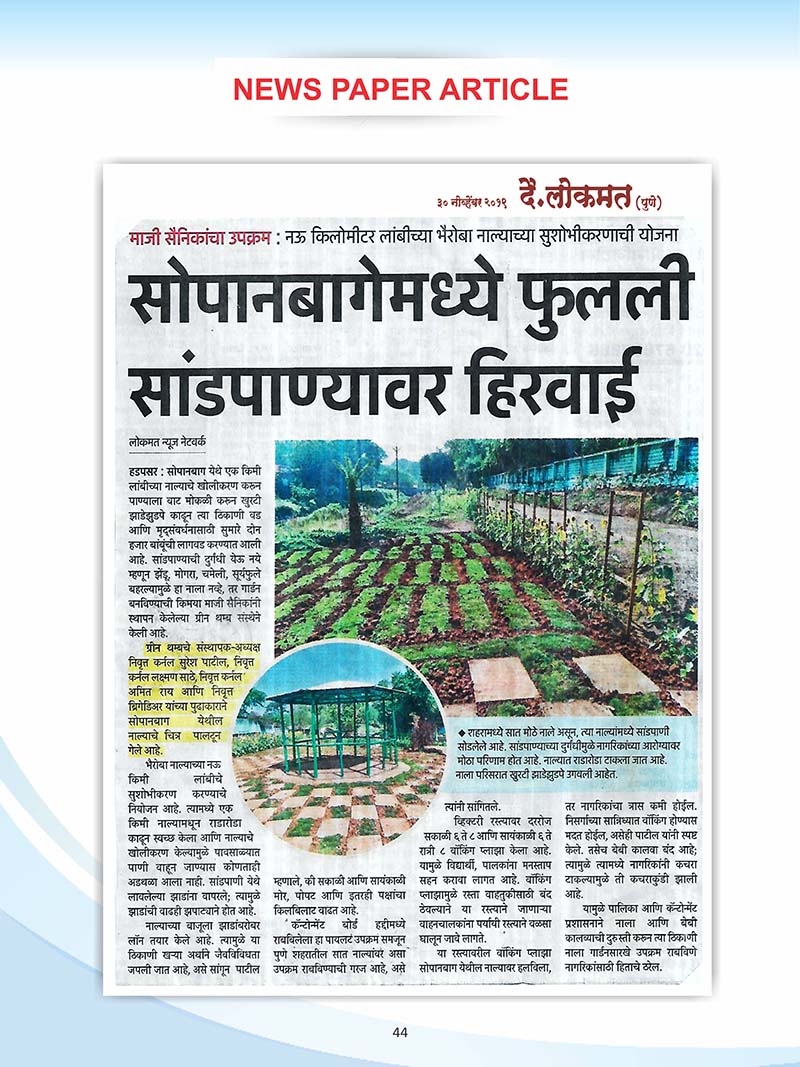 NEWS PAPER ARTICLE
३० नोव्हेंबर २०१९ दै.लोकमत (पुणे)
माजी सैनिकांचा उपक्रम : नऊ किलोमीटर लांबीच्या भैरोबा नाल्याच्या सुशोभीकरणाची योजना
सोपानबागेमध्ये फुलली
सांडपाण्यावर हिरवाई
लोकमत न्यूज नेटवर्क
हडपसर : सोपानबाग येथे एक किमी
लांबीच्या नाल्याचे खोलीकरण करुन
पाण्याला वाट मोकळी करुन खुरटी
झाडेझुडपे काढून त्या ठिकाणी वड
आणि मृद्‌संवर्धनासाठी सुमारे दोन
हजार बांबूंची लागवड करण्यात आली
आहे. सांडपाण्याची दुर्गंधी येऊ नये
म्हणून झेंडू, मोगरा, चमेली, सूर्यफुले
बहरल्यामुळे हा नाला नव्हे, तर गार्डन
बनविण्याची किमया माजी सैनिकांनी
स्थापन केलेल्या ग्रीन थम्ब संस्थेने
केली आहे.
ग्रीन थम्बचे संस्थापक-अध्यक्ष
निवृत्त कर्नल सुरेश पाटील, निवृत्त
कर्नल लक्ष्मण साठे, निवृत्त कर्नल
अमित राय आणि निवृत्त
ब्रिगेडिअर यांच्या पुढाकाराने
सोपानबाग येथील
नाल्याचे चित्र पालटून
गेले आहे.
भैरोबा नाल्याच्या नऊ
किमी लांबीचे
सुशोभीकरण करण्याचे
नियोजन आहे. त्यामध्ये एक
किमी नाल्यामधून राडारोडा
काढून स्वच्छ केला आणि नाल्याचे
खोलीकरण केल्यामुळे पावसाळ्यात
पाणी वाहून जाण्यास कोणताही
अडथळा आला नाही. सांडपाणी येथे
लावलेल्या झाडांना वापरले; त्यामुळे
झाडांची वाढही झपाट्याने होत आहे.
नाल्याच्या बाजूला झाडांबरोबर
लॉन तयार केले आहे. त्यामुळे या
ठिकाणी खऱ्या अर्थाने जैवविविधता
जपली जात आहे, असे सांगून पाटील
◆ शहरामध्ये सात मोठे नाले असून, त्या नाल्यांमध्ये सांडपाणी
सोडलेले आहे. सांडपाण्याच्या दुर्गंधीमुळे नागरिकांच्या आरोग्यावर
मोठा परिणाम होत आहे. नाल्यात राडारोडा टाकला जात आहे.
नाला परिसरात खुरटी झाडेझुडपे उगवली आहेत.
म्हणाले, की सकाळी आणि सायंकाळी
मोर, पोपट आणि इतरही पक्षांचा
किलबिलाट वाढत आहे.
'कॅन्टोन्मेंट बोर्ड हद्दीमध्ये
राबविलेला हा पायलट उपक्रम समजून
पुणे शहरातील सात नाल्यांवर असा
उपक्रम राबविण्याची गरज आहे, असे
त्यांनी सांगितले.
व्हिक्टरी रस्त्यावर दररोज
सकाळी ६ ते ८ आणि सायंकाळी ६ ते
रात्री ८ वॉकिंग प्लाझा केला आहे.
यामुळे विद्यार्थी, पालकांना मनस्ताप
सहन करावा लागत आहे. वॉकिंग
प्लाझामुळे रस्ता वाहतुकीसाठी बंद
ठेवल्याने या रस्त्याने जाणाऱ्या
वाहनचालकांना पर्यायी रस्त्याने वळसा
घालून जावे लागते.
या रस्त्यावरील वॉकिंग प्लाझा
सोपानबाग येथील नाल्यावर हलविला,
तर नागरिकांचा त्रास कमी होईल.
निसर्गाच्या सान्निध्यात वॉकिंग होण्यास
मदत होईल, असेही पाटील यांनी स्पष्ट
केले. तसेच बेबी कालवा बंद आहे;
त्यामुळे त्यामध्ये नागरिकांनी कचरा
टाकल्यामुळे ती कचराकुंडी झाली
आहे.
यामुळे पालिका आणि कॅन्टोन्मेंट
प्रशासनाने नाला आणि बेबी
कालव्याची दुरुस्ती करुन त्या ठिकाणी
नाला गार्डनसारखे उपक्रम राबविणे
नागरिकांसाठी हिताचे ठरेल.
44